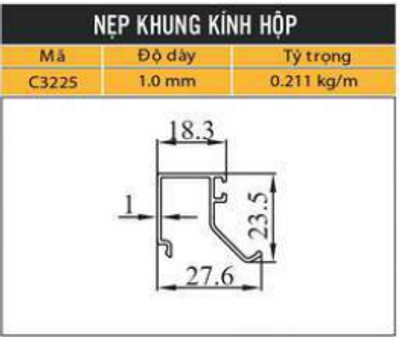 NẸP KHUNG KÍNH HỘP
Mã Độ dày Tỷ trọng
C3225 1.0 mm 0.211 kg/m
18.3
1
23.5
27.6